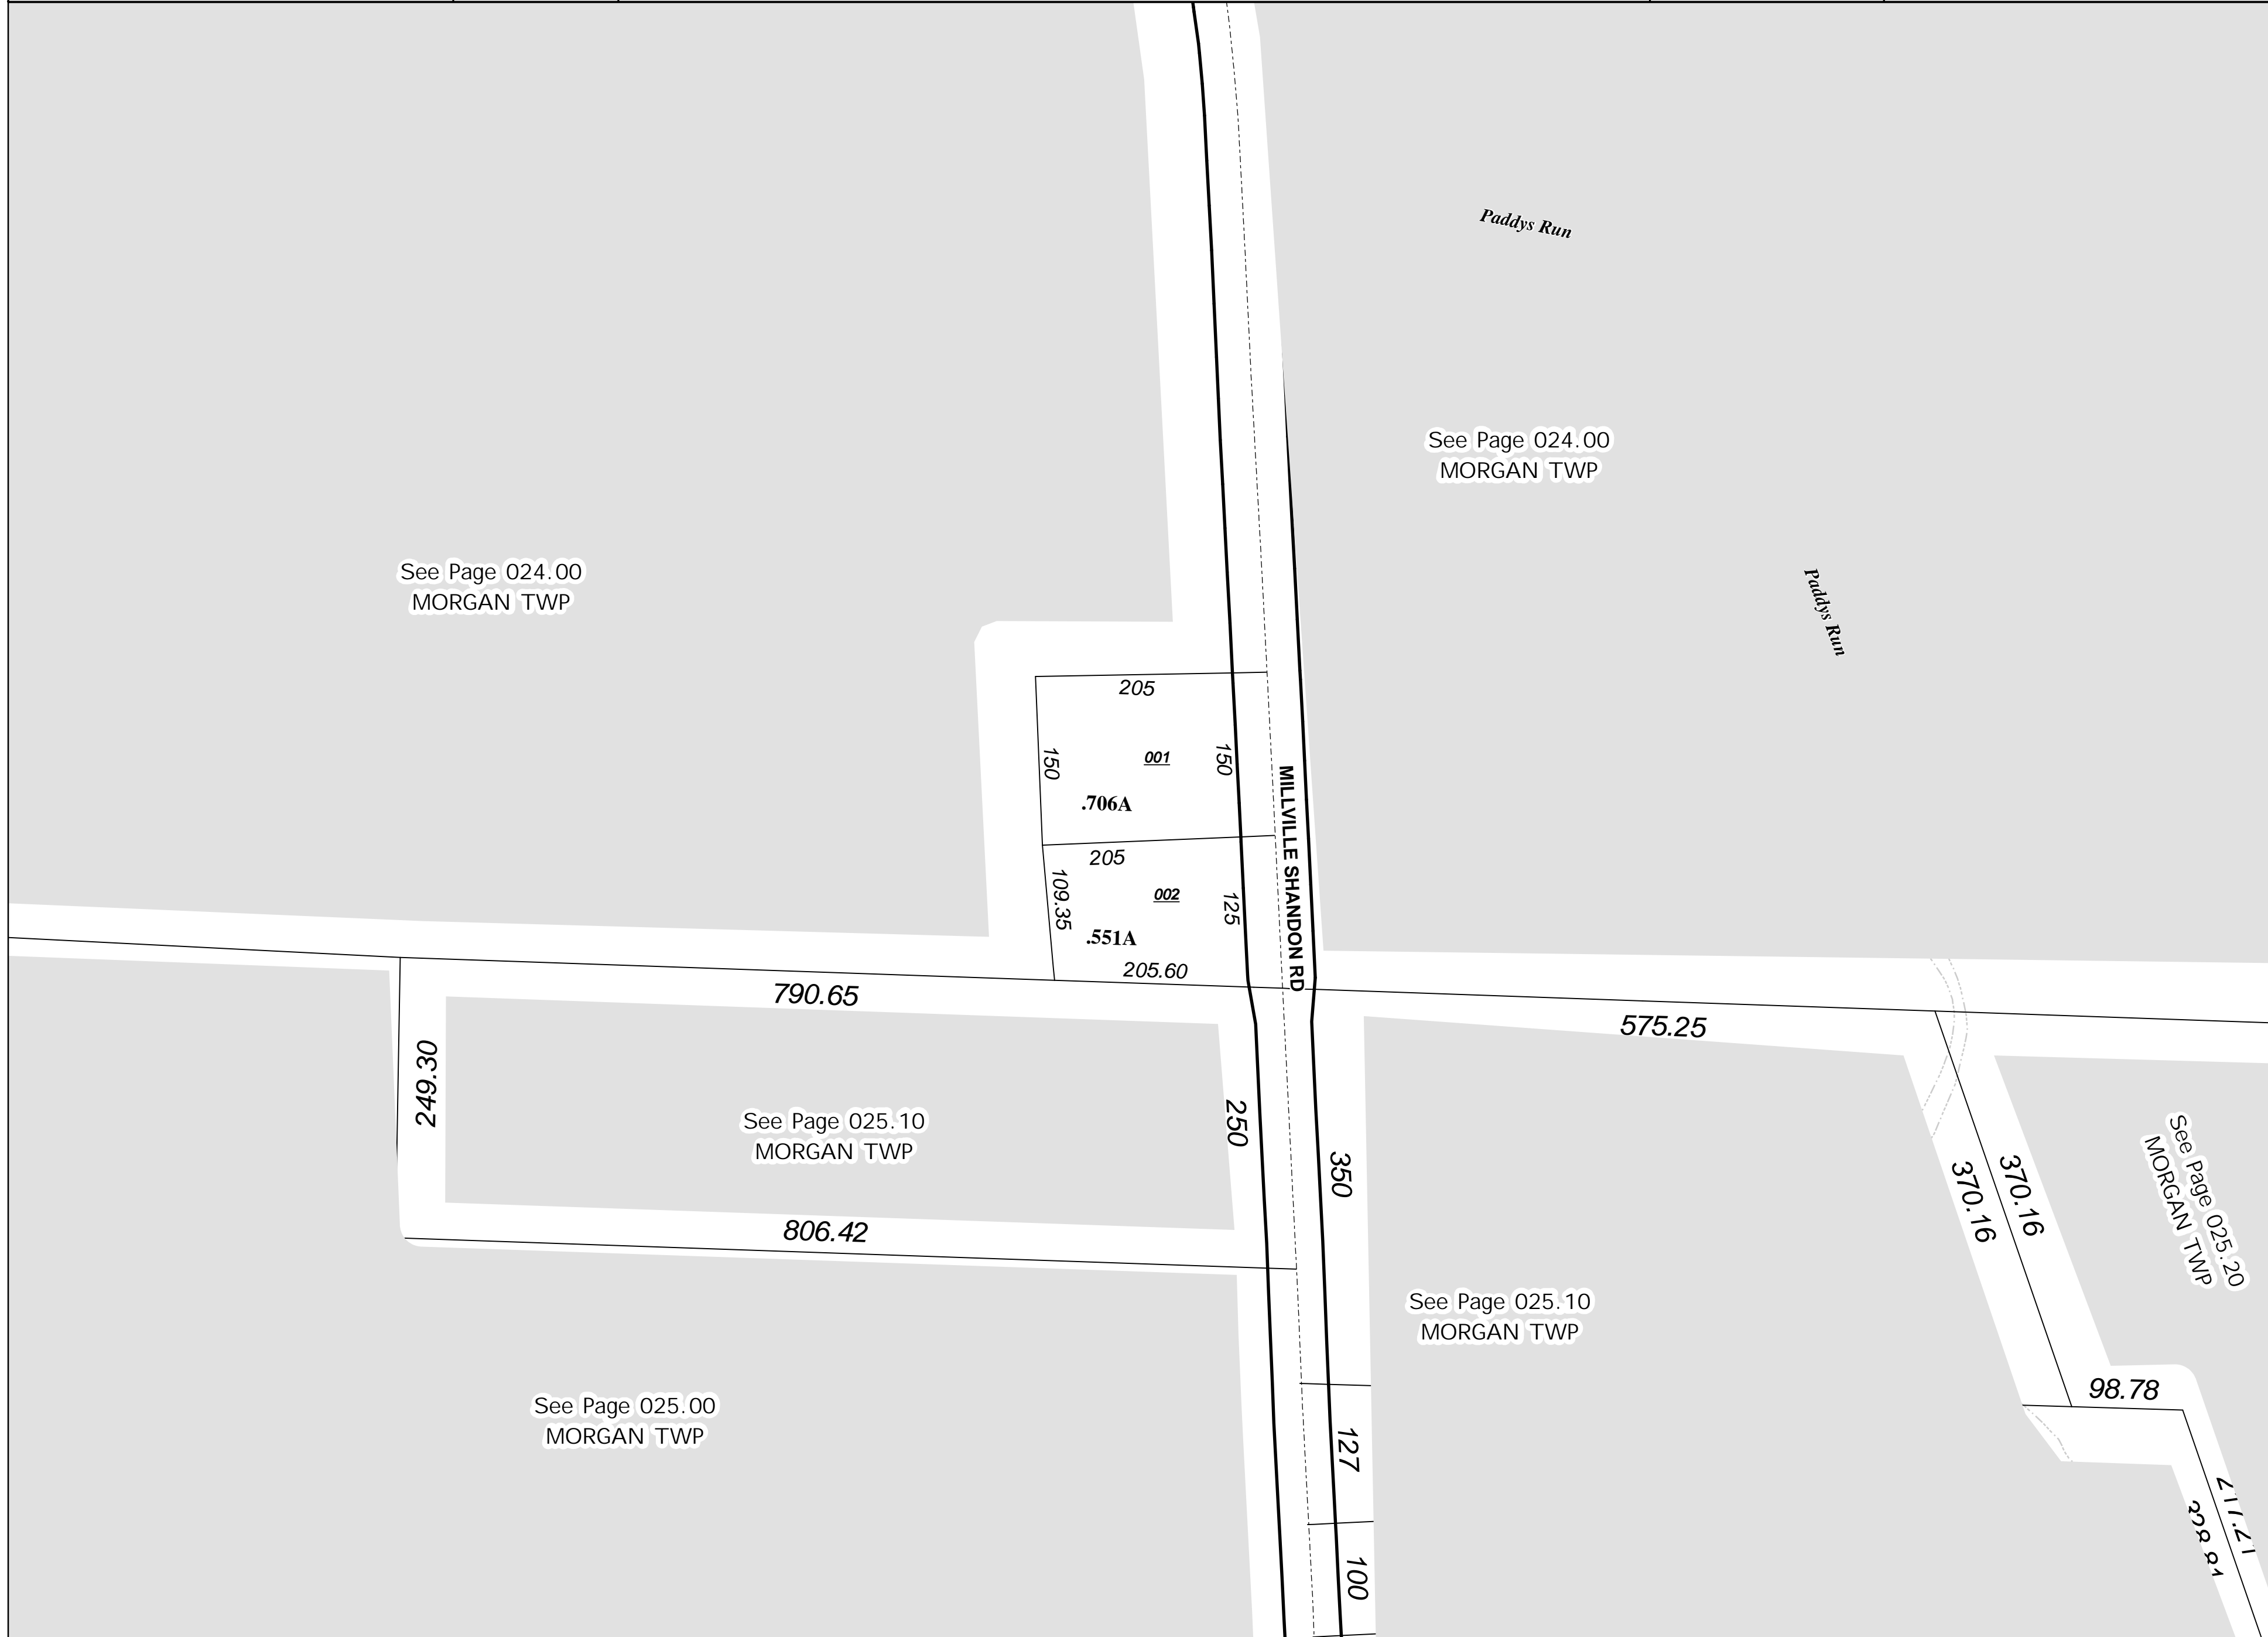 Paddys Run
See Page 024.00
MORGAN TWP
See Page 024.00
MORGAN TWP
Paddys Run
205
150
001
150
.706A
MILLVILLE SHANDON RD
205
109.35
002
125
.551A
205.60
790.65
575.25
249.30
See Page 025.10
MORGAN TWP
250
350
370.16
370.16
See Page 025.20
MORGAN TWP
806.42
See Page 025.10
MORGAN TWP
98.78
See Page 025.00
MORGAN TWP
127
100